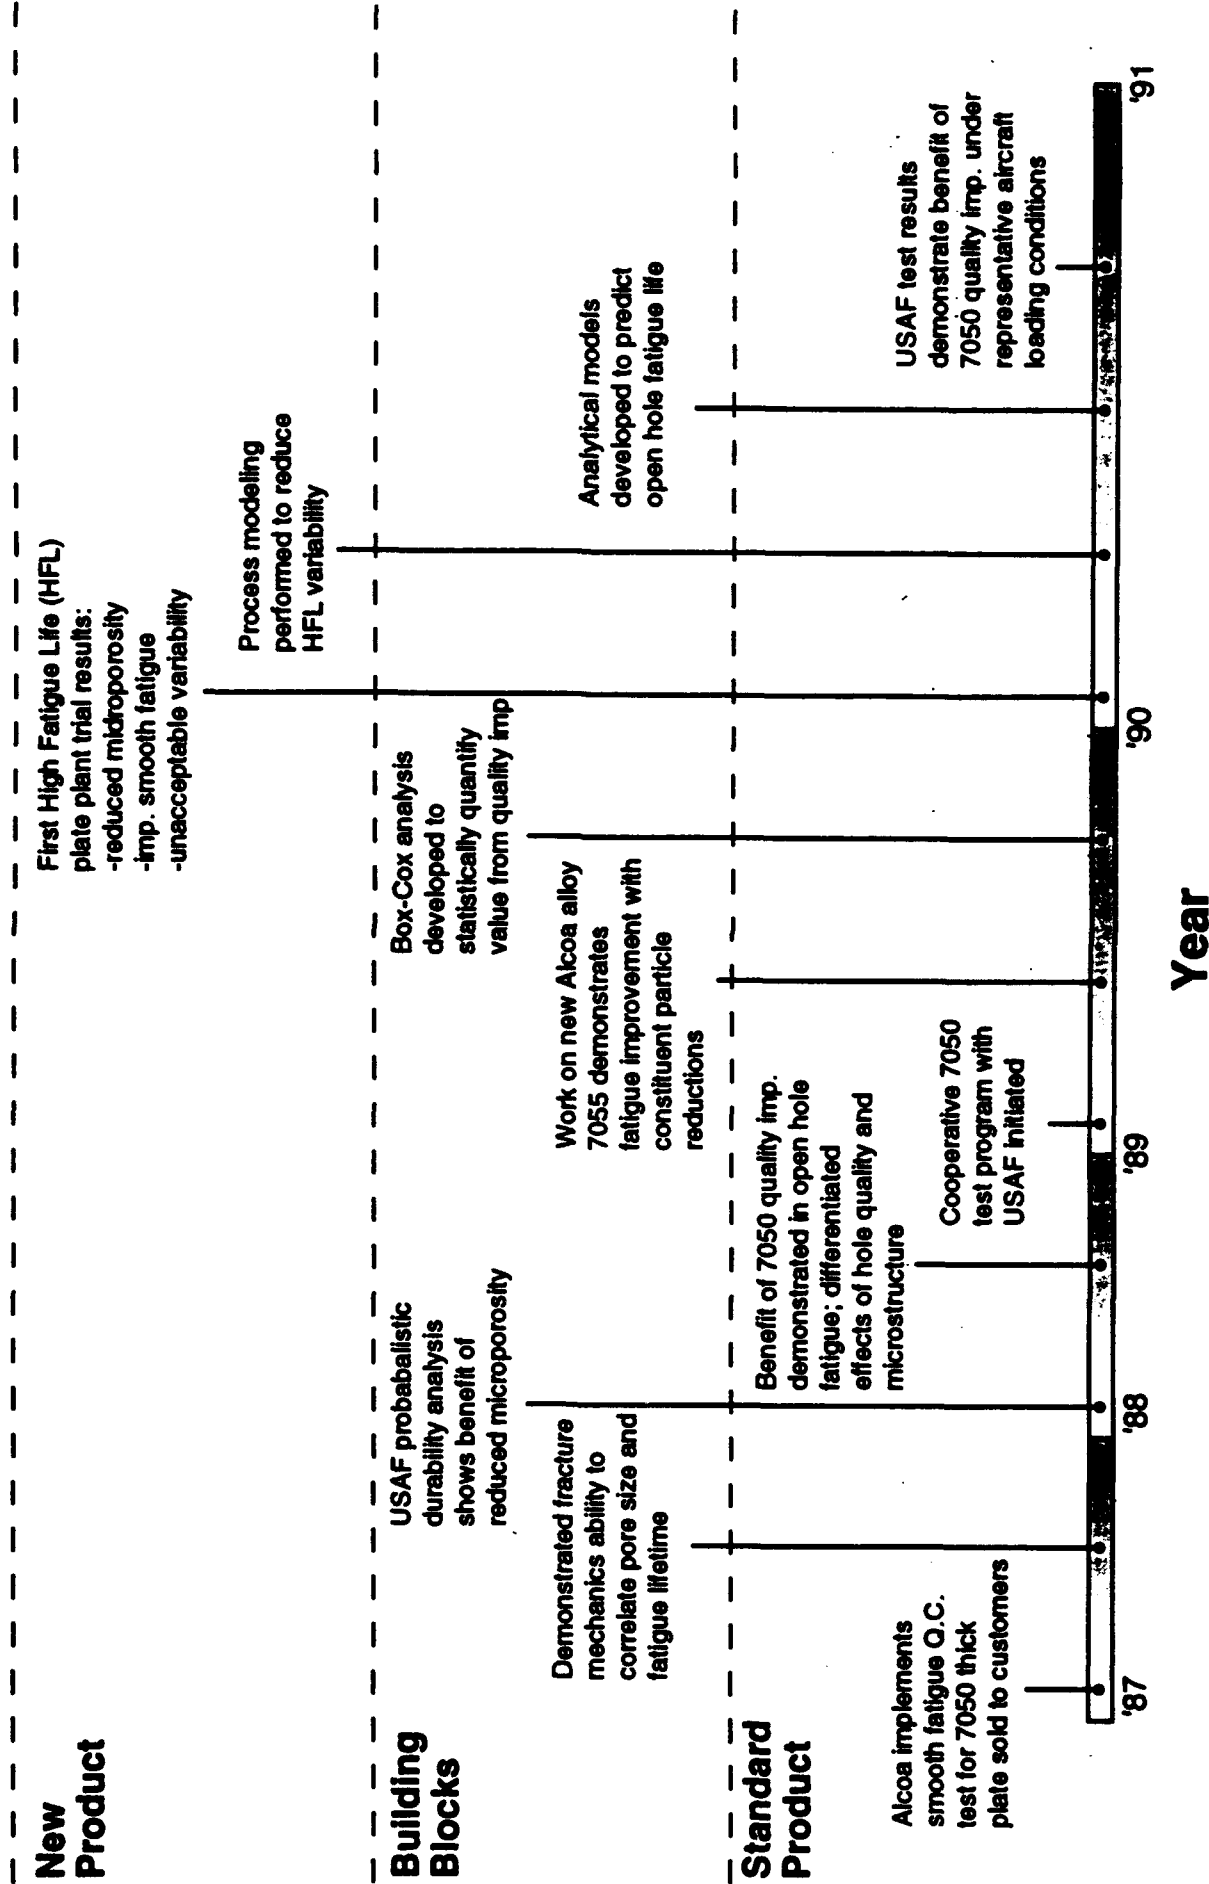 New
Product
First High Fatigue Life (HFL)
plate plant trial results:
-reduced midroporosity
-imp. smooth fatigue
-unacceptable variability
Process modeling
performed to reduce
HFL variability
Building
Blocks
USAF probabalistic
durability analysis
shows benefit of
reduced microporosity
Box-Cox analysis
developed to
statistically quantify
value from quality imp
Demonstrated fracture
mechanics ability to
correlate pore size and
fatigue lifetime
Work on new Alcoa alloy
7055 demonstrates
fatigue improvement with
constituent particle
reductions
Analytical models
developed to predict
open hole fatigue life
Standard
Product
Alcoa implements
smooth fatigue Q.C.
test for 7050 thick
plate sold to customers
Benefit of 7050 quality imp.
demonstrated in open hole
fatigue; differentiated
effects of hole quality and
microstructure
Cooperative 7050
test program with
USAF initiated
USAF test results
demonstrate benefit of
7050 quality imp. under
representative aircraft
loading conditions
'87
'88
'89
'90
'91
Year